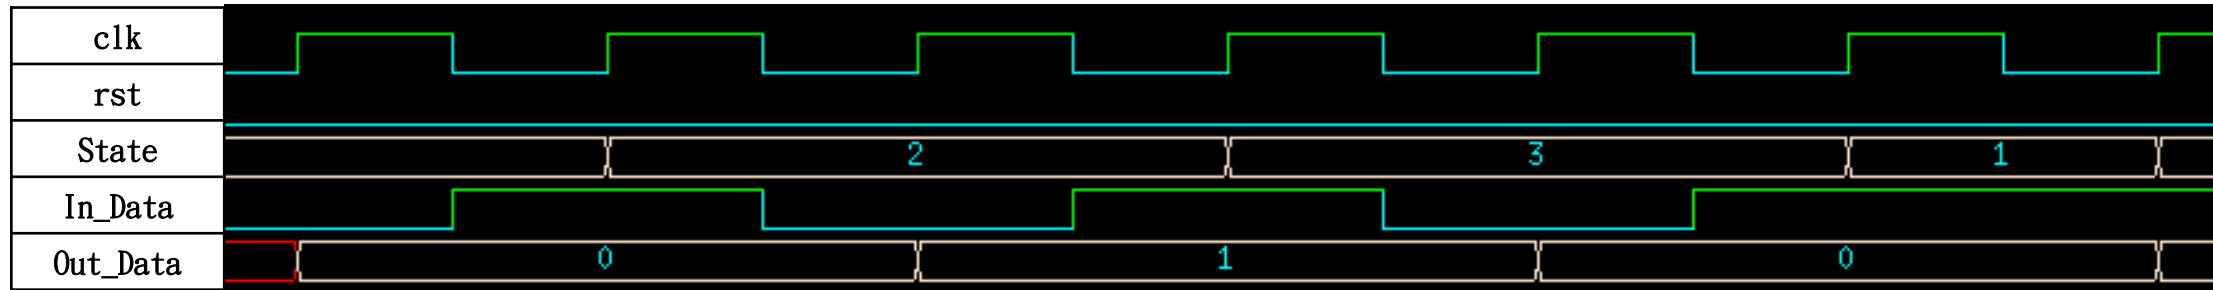 clk
rst
State 2 3 1
In_Data
Out_Data 0 1 0